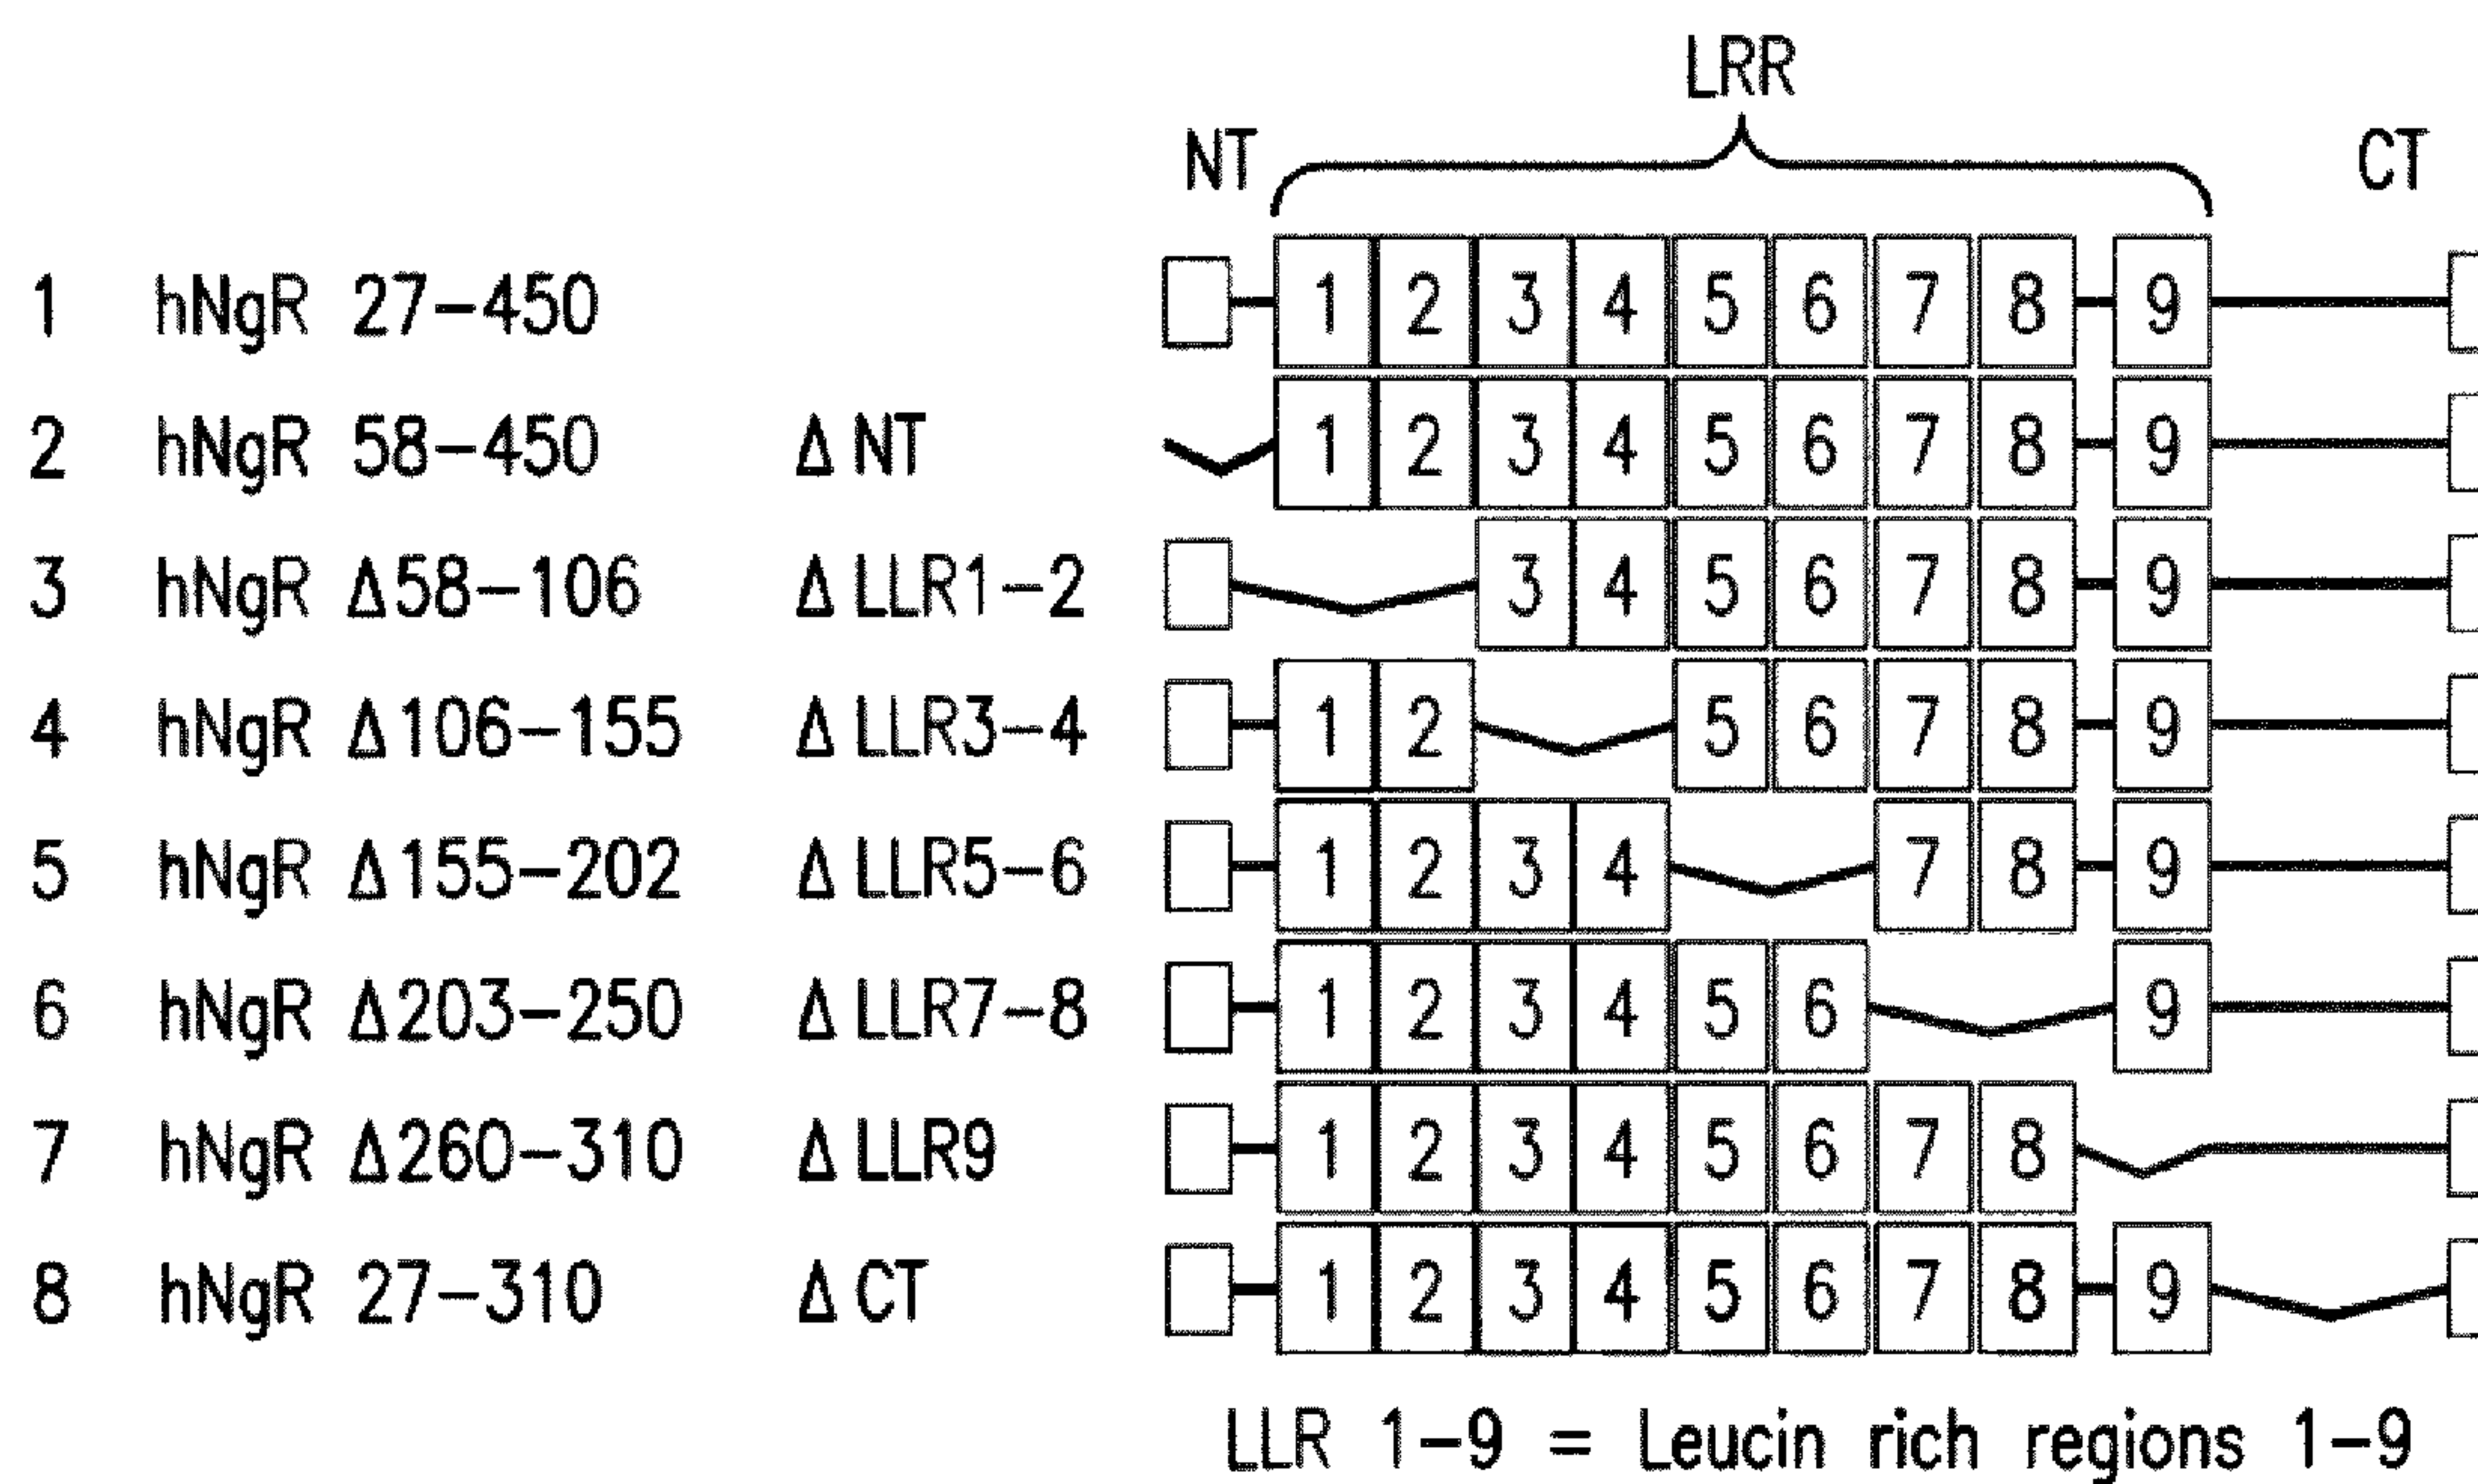 LRR
NT CT
1 hNgR 27-450 1 2 3 4 5 6 7 8 9
2 hNgR 58-450 Δ NT 1 2 3 4 5 6 7 8 9
3 hNgR Δ58-106 Δ LLR1-2 3 4 5 6 7 8 9
4 hNgR Δ106-155 Δ LLR3-4 1 2 5 6 7 8 9
5 hNgR Δ155-202 Δ LLR5-6 1 2 3 4 7 8 9
6 hNgR Δ203-250 Δ LLR7-8 1 2 3 4 5 6 9
7 hNgR Δ260-310 Δ LLR9 1 2 3 4 5 6 7 8
8 hNgR 27-310 Δ CT 1 2 3 4 5 6 7 8 9
LLR 1-9 = Leucin rich regions 1-9